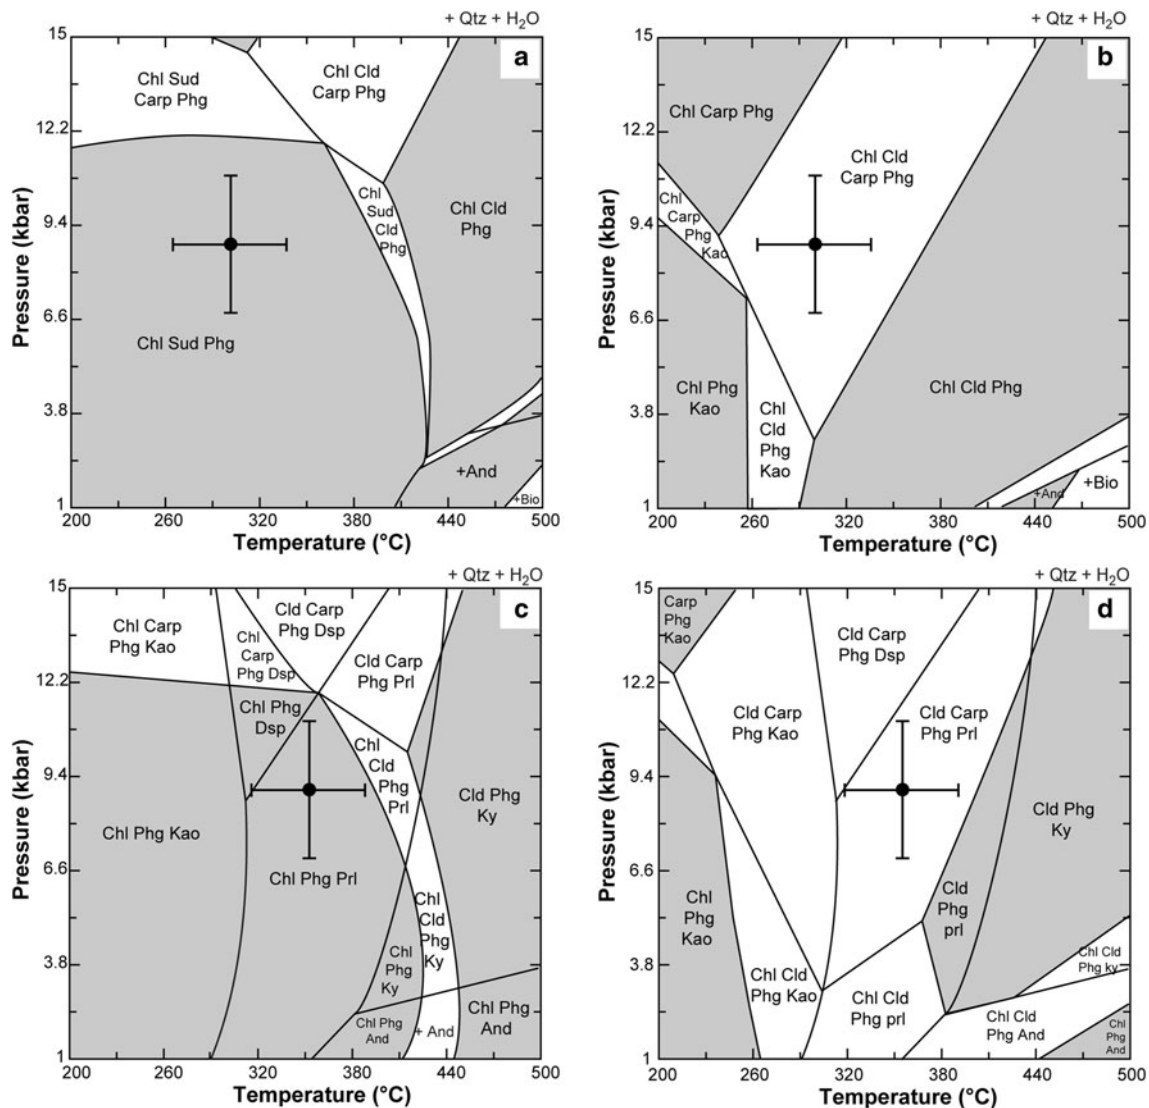 + Qtz + H₂O
a
15
12.2
9.4
6.6
3.8
1
Pressure (kbar)
Chl Sud
Carp Phg
Chl Cld
Carp Phg
Chl
Sud
Cld
Phg
Chl Cld
Phg
Chl Sud Phg
+And
+Bio
200
260
320
380
440
500
Temperature (°C)
+ Qtz + H₂O
b
15
12.2
9.4
6.6
3.8
1
Pressure (kbar)
Chl Carp Phg
Chl Cld
Carp Phg
Chl
Carp
Phg
Kao
Chl Phg
Kao
Chl
Cld
Phg
Kao
Chl Cld Phg
+And
+Bio
200
260
320
380
440
500
Temperature (°C)
+ Qtz + H₂O
c
15
12.2
9.4
6.6
3.8
1
Pressure (kbar)
Chl Carp
Phg Kao
Chl
Carp
Phg Dsp
Cld Carp
Phg Dsp
Cld Carp
Phg Prl
Chl Phg
Dsp
Chl
Cld
Phg
Prl
Cld Phg
Ky
Chl Phg Kao
Chl Phg Prl
Chl
Cld
Phg
Ky
Chl
Phg
Ky
Chl Phg
And
+ And
Chl Phg
And
200
260
320
380
440
500
Temperature (°C)
+ Qtz + H₂O
d
15
12.2
9.4
6.6
3.8
1
Pressure (kbar)
Carp
Phg
Kao
Cld Carp
Phg Dsp
Cld Carp
Phg Kao
Cld Carp
Phg Prl
Cld Phg
Ky
Chl
Phg
Kao
Cld
Phg
prl
Chl Cld
Phg Kao
Chl Cld
Phg prl
Chl Cld
Phg ky
Chl Cld
Phg And
Chl
Phg
And
200
260
320
380
440
500
Temperature (°C)